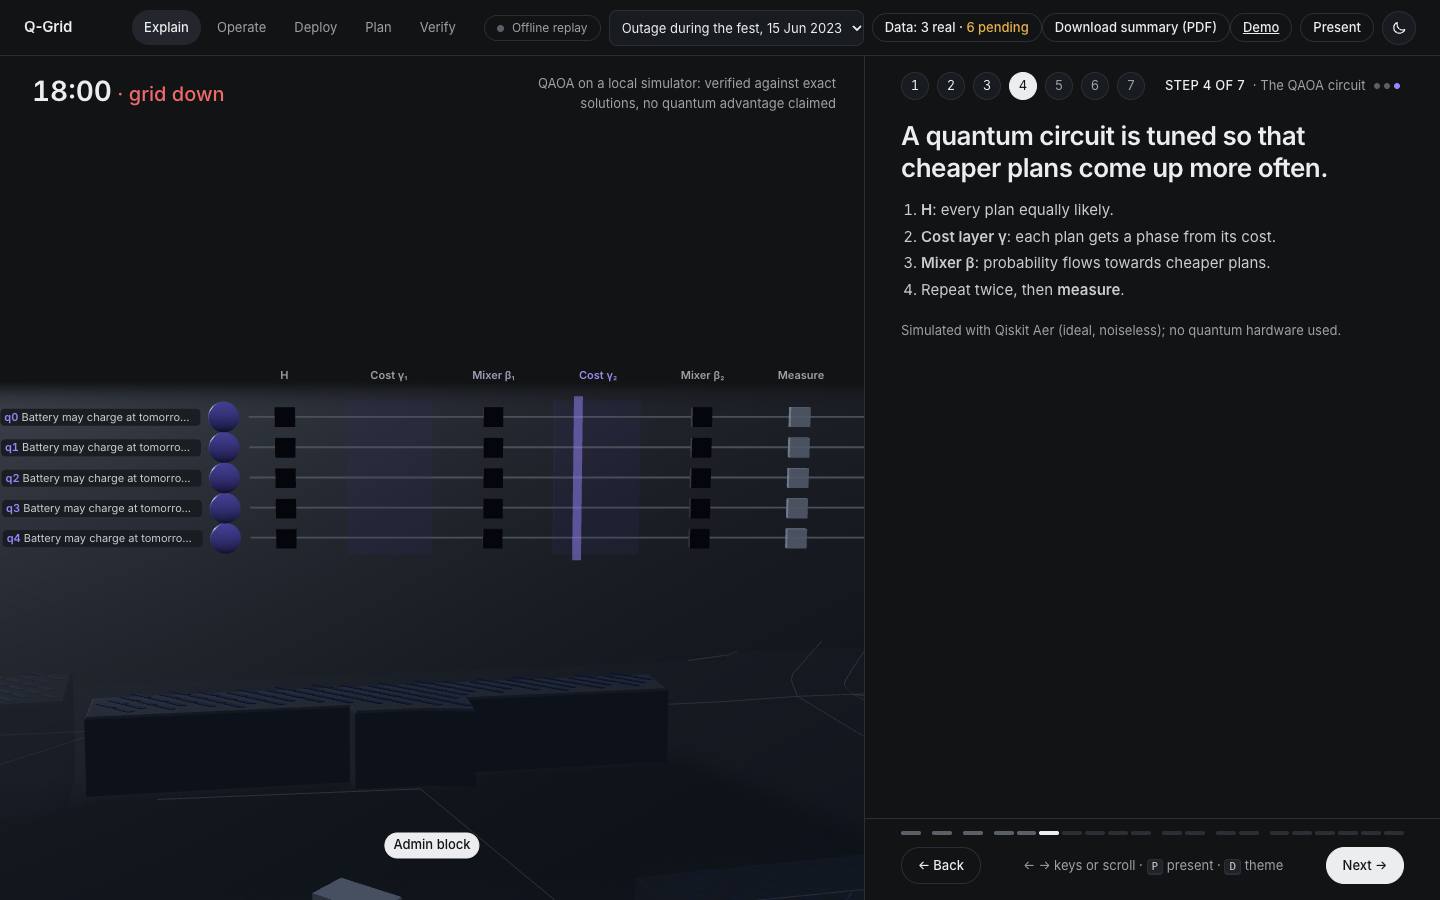 Q-Grid
Explain
Operate
Deploy
Plan
Verify
Offline replay
Outage during the fest, 15 Jun 2023
Data: 3 real · 6 pending
Download summary (PDF)
Demo
Present
18:00 · grid down
QAOA on a local simulator: verified against exact
solutions, no quantum advantage claimed
1 2 3 4 5 6 7
STEP 4 OF 7 · The QAOA circuit
A quantum circuit is tuned so that
cheaper plans come up more often.
1. H: every plan equally likely.
2. Cost layer γ: each plan gets a phase from its cost.
3. Mixer β: probability flows towards cheaper plans.
4. Repeat twice, then measure.
Simulated with Qiskit Aer (ideal, noiseless); no quantum hardware used.
H
Cost γ₁
Mixer β₁
Cost γ₂
Mixer β₂
Measure
q0 Battery may charge at tomorro...
q1 Battery may charge at tomorro...
q2 Battery may charge at tomorro...
q3 Battery may charge at tomorro...
q4 Battery may charge at tomorro...
Admin block
← Back
← → keys or scroll · P present · D theme
Next →